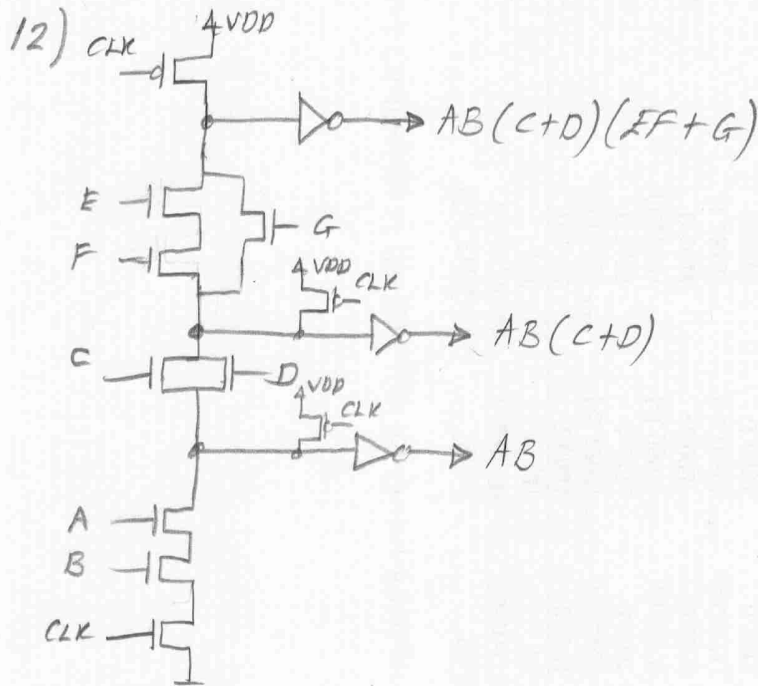 12)
CLK
VDD
AB(C+D)(EF+G)
E
G
F
VDD
CLK
AB(C+D)
C
D
VDD
CLK
AB
A
B
CLK